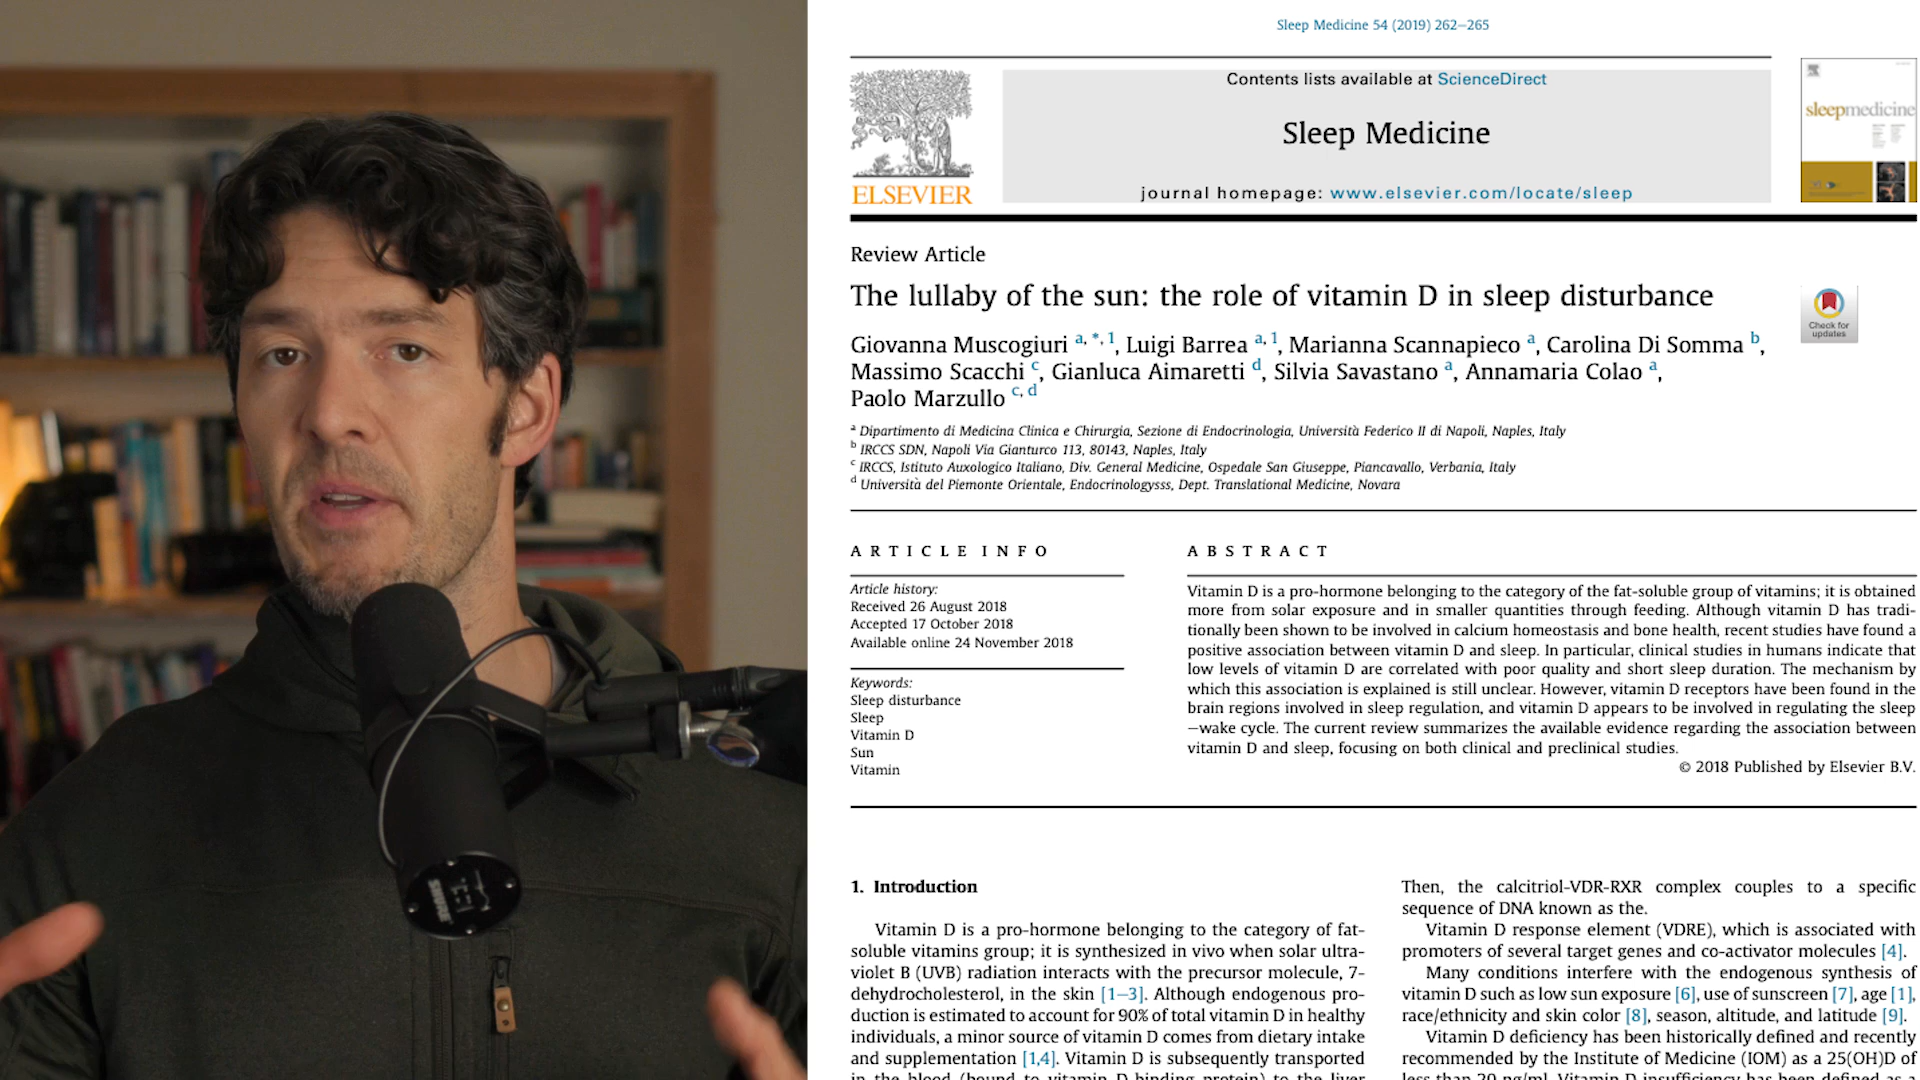 Sleep Medicine 54 (2019) 262–265
Contents lists available at ScienceDirect
Sleep Medicine
journal homepage: www.elsevier.com/locate/sleep
ELSEVIER
sleepmedicine
Review Article
The lullaby of the sun: the role of vitamin D in sleep disturbance
Check for
updates
Giovanna Muscogiuri a, *, 1, Luigi Barrea a, 1, Marianna Scannapieco a, Carolina Di Somma b,
Massimo Scacchi c, Gianluca Aimaretti d, Silvia Savastano a, Annamaria Colao a,
Paolo Marzullo c, d
a Dipartimento di Medicina Clinica e Chirurgia, Sezione di Endocrinologia, Università Federico II di Napoli, Naples, Italy
b IRCCS SDN, Napoli Via Gianturco 113, 80143, Naples, Italy
c IRCCS, Istituto Auxologico Italiano, Div. General Medicine, Ospedale San Giuseppe, Piancavallo, Verbania, Italy
d Università del Piemonte Orientale, Endocrinologysss, Dept. Translational Medicine, Novara
ARTICLE INFO
Article history:
Received 26 August 2018
Accepted 17 October 2018
Available online 24 November 2018
Keywords:
Sleep disturbance
Sleep
Vitamin D
Sun
Vitamin
ABSTRACT
Vitamin D is a pro-hormone belonging to the category of the fat-soluble group of vitamins; it is obtained
more from solar exposure and in smaller quantities through feeding. Although vitamin D has tradi-
tionally been shown to be involved in calcium homeostasis and bone health, recent studies have found a
positive association between vitamin D and sleep. In particular, clinical studies in humans indicate that
low levels of vitamin D are correlated with poor quality and short sleep duration. The mechanism by
which this association is explained is still unclear. However, vitamin D receptors have been found in the
brain regions involved in sleep regulation, and vitamin D appears to be involved in regulating the sleep
–wake cycle. The current review summarizes the available evidence regarding the association between
vitamin D and sleep, focusing on both clinical and preclinical studies.
© 2018 Published by Elsevier B.V.
1. Introduction
Vitamin D is a pro-hormone belonging to the category of fat-
soluble vitamins group; it is synthesized in vivo when solar ultra-
violet B (UVB) radiation interacts with the precursor molecule, 7-
dehydrocholesterol, in the skin [1–3]. Although endogenous pro-
duction is estimated to account for 90% of total vitamin D in healthy
individuals, a minor source of vitamin D comes from dietary intake
and supplementation [1,4]. Vitamin D is subsequently transported
in the blood (bound to vitamin D binding protein) to the liver
Then, the calcitriol-VDR-RXR complex couples to a specific
sequence of DNA known as the.
Vitamin D response element (VDRE), which is associated with
promoters of several target genes and co-activator molecules [4].
Many conditions interfere with the endogenous synthesis of
vitamin D such as low sun exposure [6], use of sunscreen [7], age [1],
race/ethnicity and skin color [8], season, altitude, and latitude [9].
Vitamin D deficiency has been historically defined and recently
recommended by the Institute of Medicine (IOM) as a 25(OH)D of
less than 20 ng/ml. Vitamin D insufficiency has been defined as a